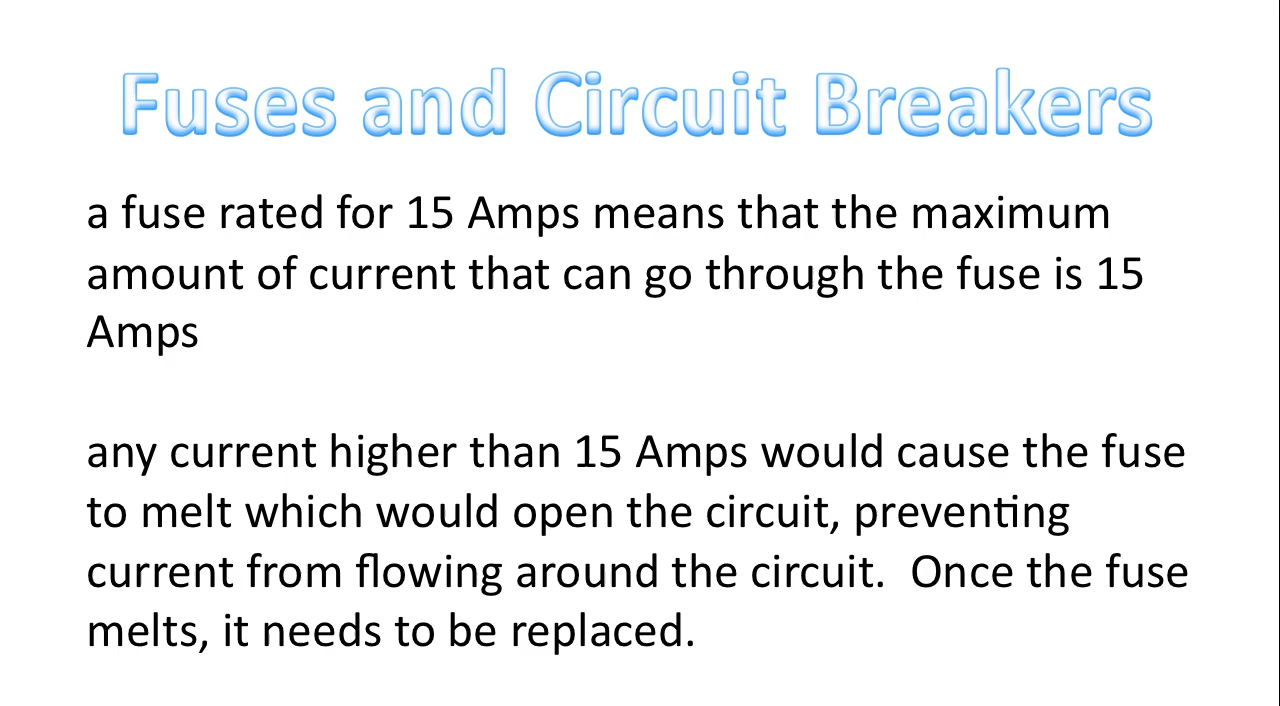 Fuses and Circuit Breakers
a fuse rated for 15 Amps means that the maximum
amount of current that can go through the fuse is 15
Amps
any current higher than 15 Amps would cause the fuse
to melt which would open the circuit, preventing
current from flowing around the circuit.  Once the fuse
melts, it needs to be replaced.